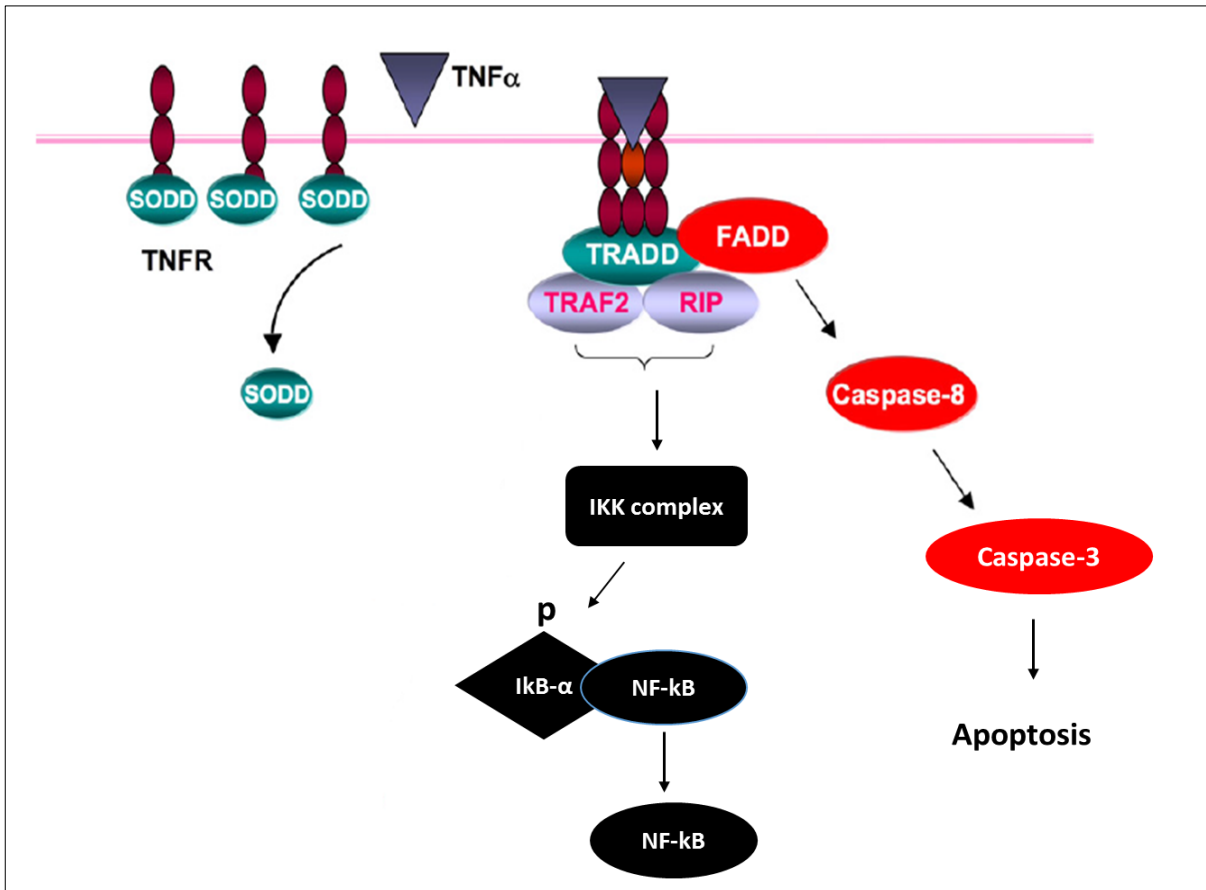 TNFα
SODD
SODD
SODD
TNFR
SODD
TRADD
FADD
TRAF2
RIP
Caspase-8
IKK complex
Caspase-3
p
IkB-α
NF-kB
Apoptosis
NF-kB